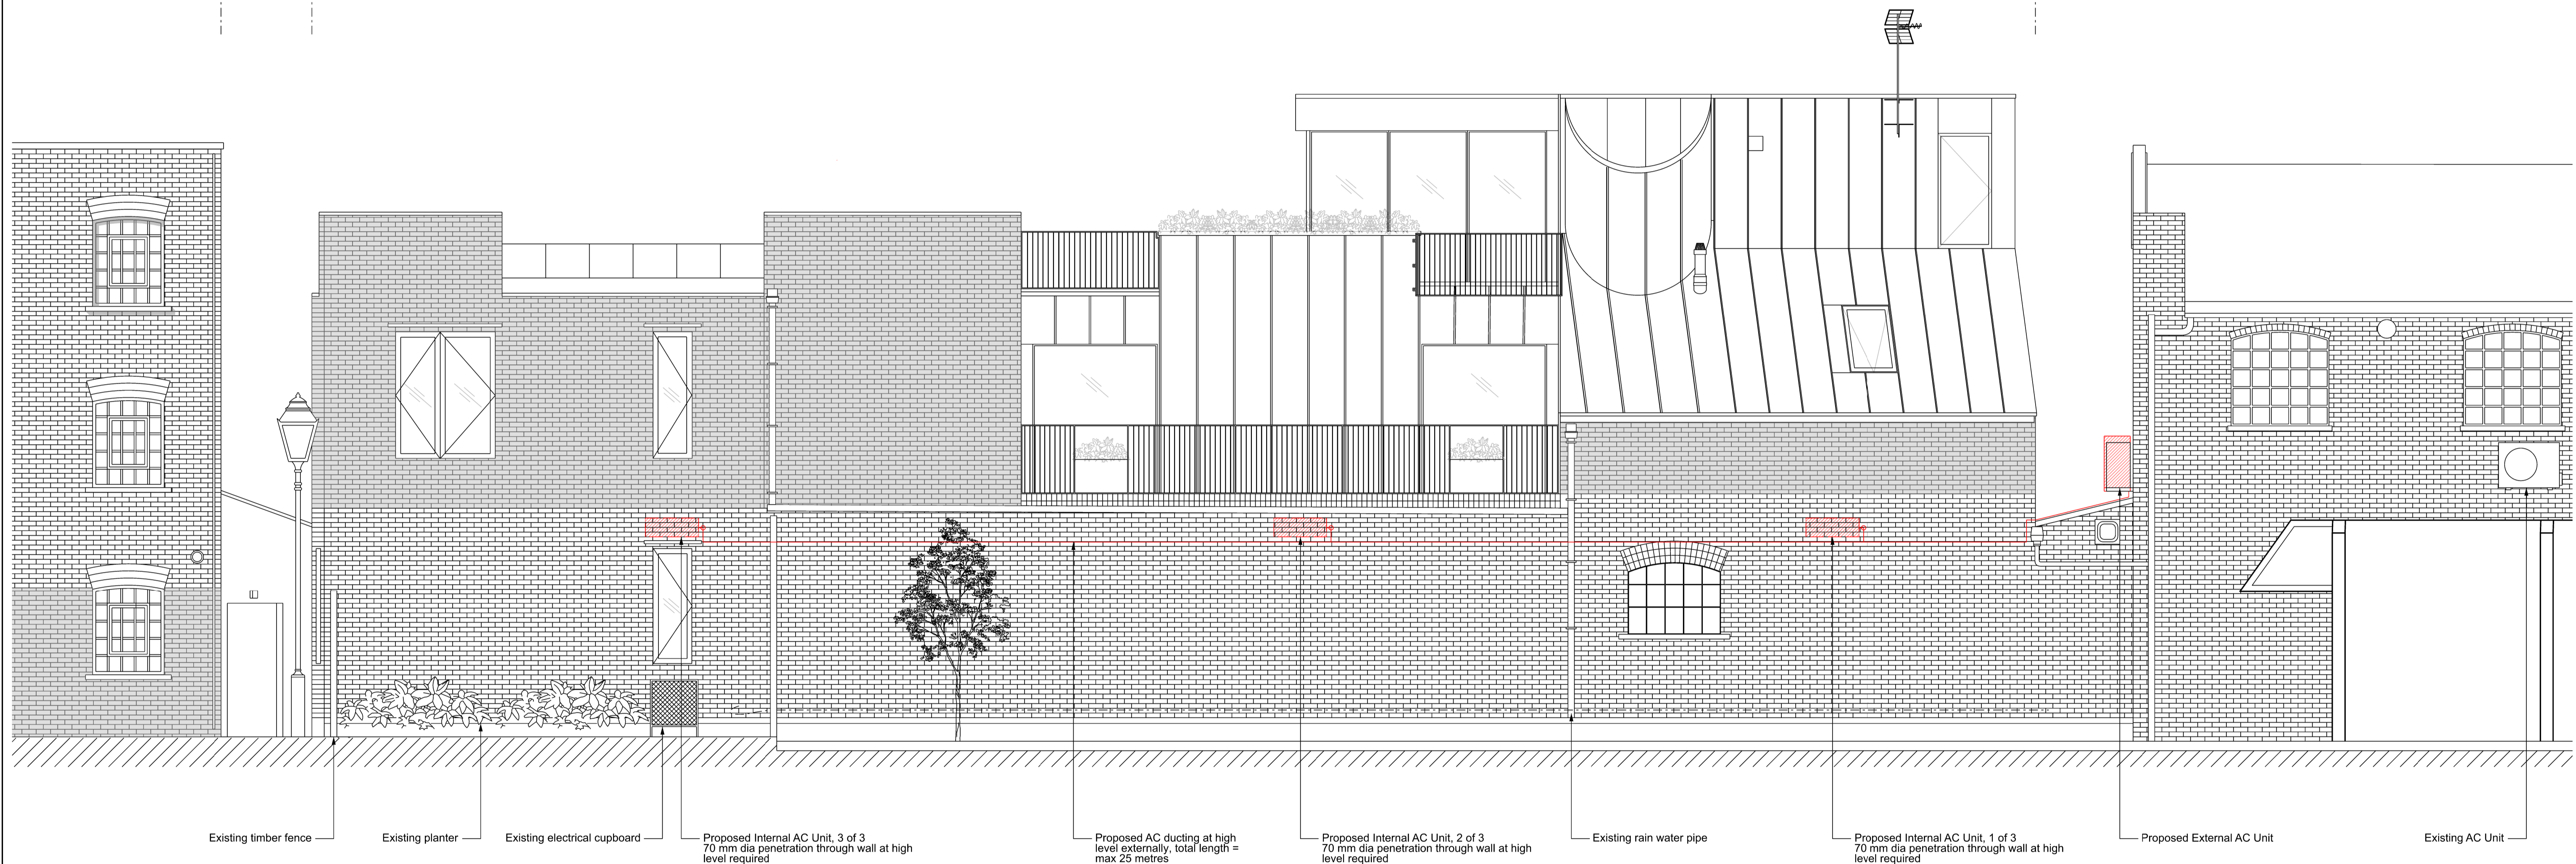 Existing timber fence
Existing planter
Existing electrical cupboard
Proposed Internal AC Unit, 3 of 3
70 mm dia penetration through wall at high
level required
Proposed AC ducting at high
level externally, total length =
max 25 metres
Proposed Internal AC Unit, 2 of 3
70 mm dia penetration through wall at high
level required
Existing rain water pipe
Proposed Internal AC Unit, 1 of 3
70 mm dia penetration through wall at high
level required
Proposed External AC Unit
Existing AC Unit